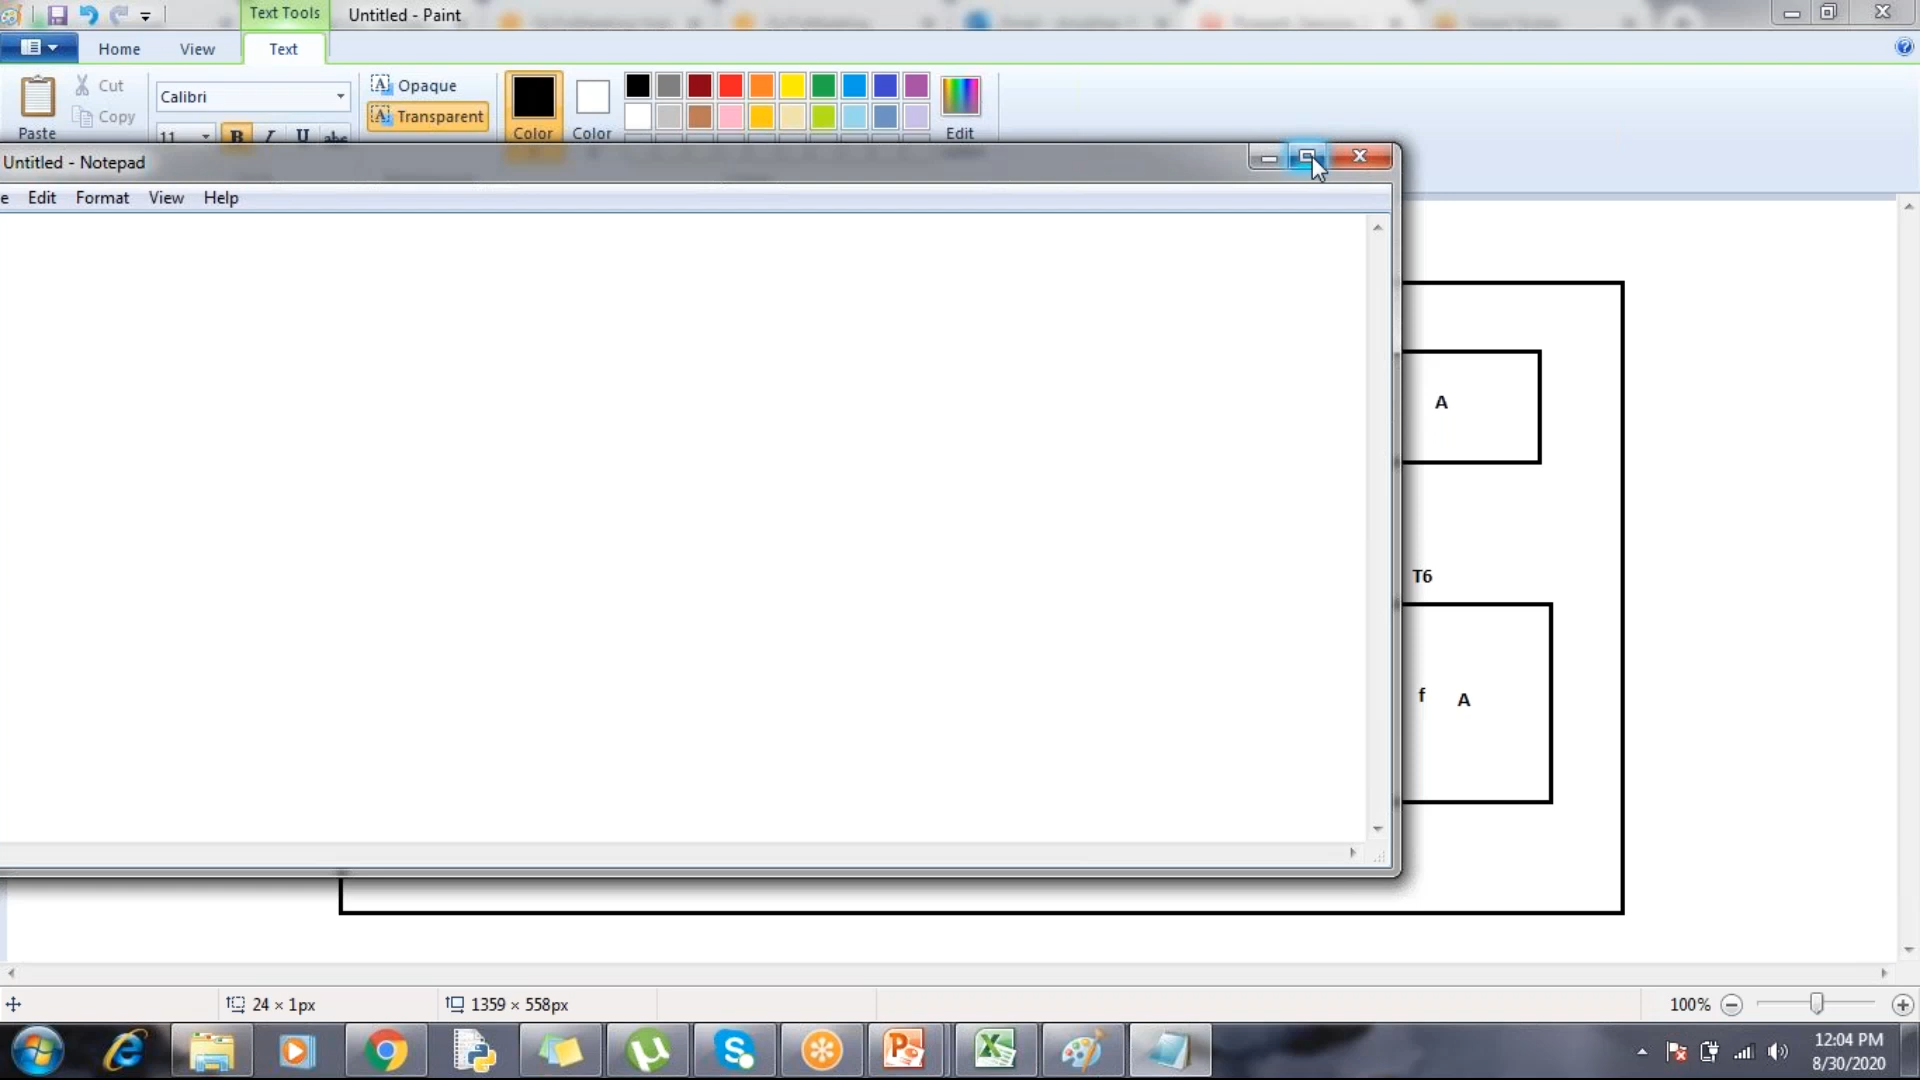 Text Tools
Untitled - Paint
Home
View
Text
Paste
Cut
Copy
Calibri
11
B
I
U
abc
Opaque
Transparent
Color
Color
Edit
Untitled - Notepad
e Edit Format View Help
A
T6
f A
24 × 1px
1359 × 558px
100%
12:04 PM
8/30/2020